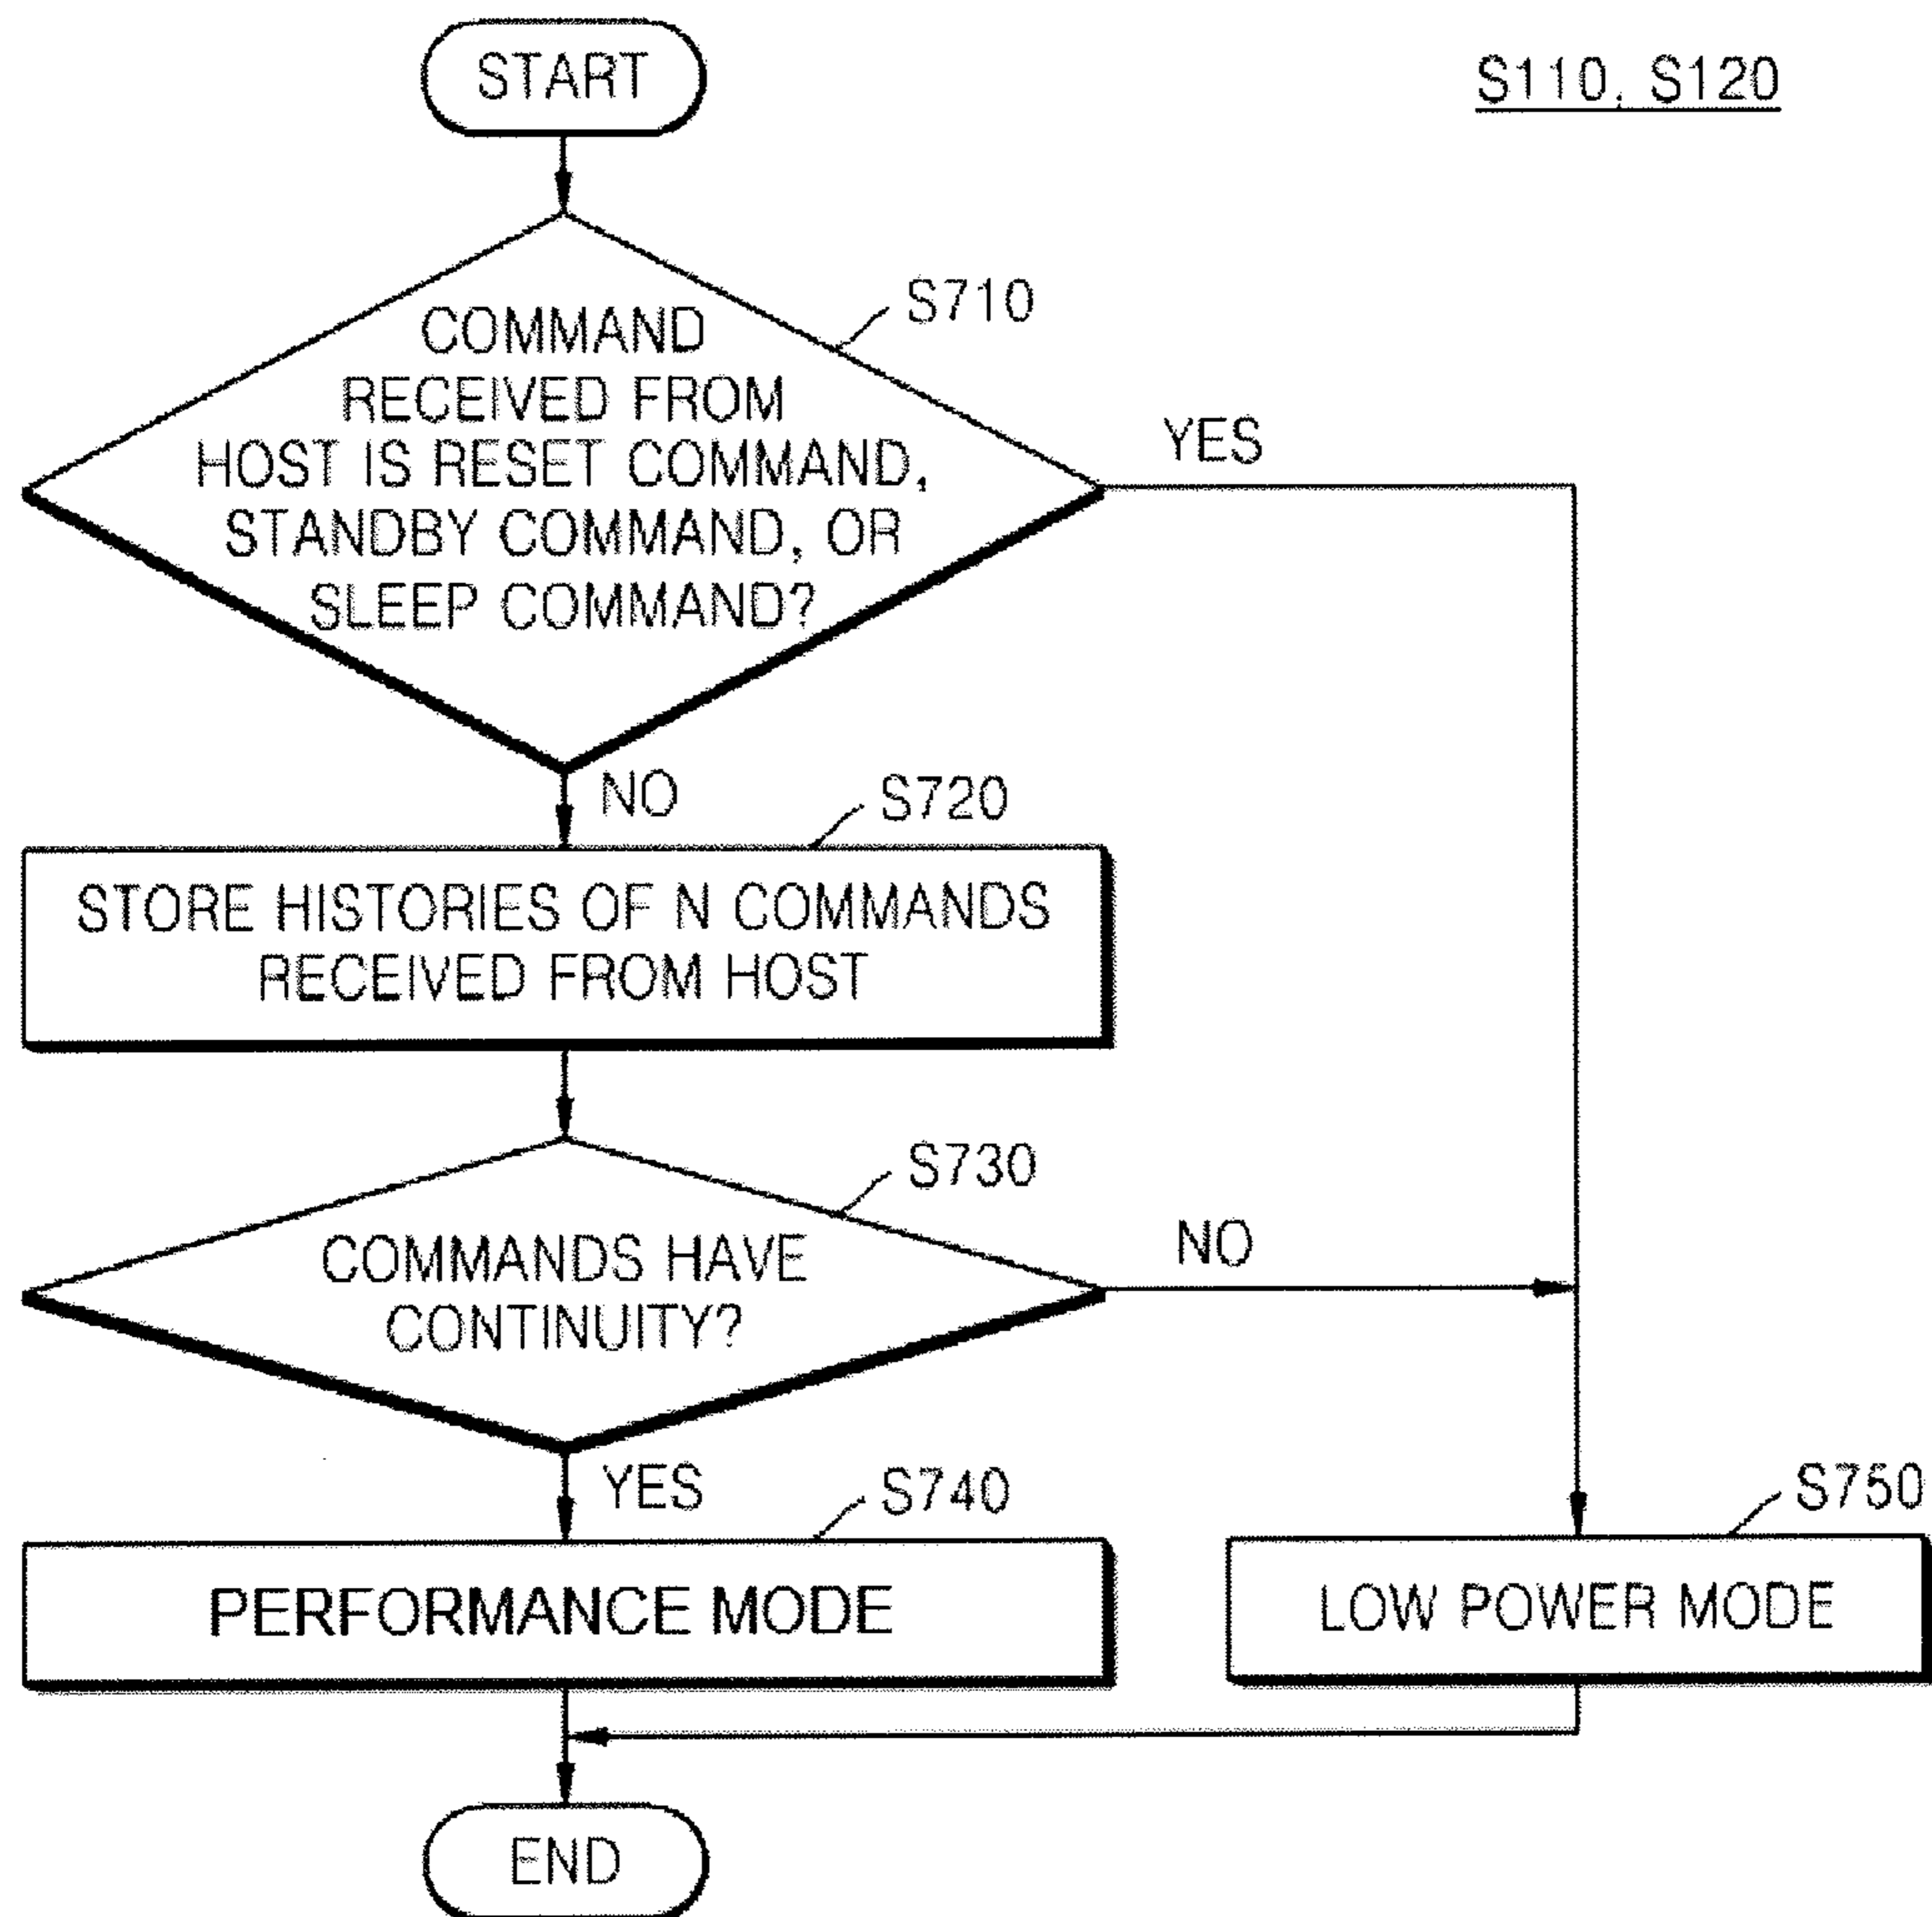 START
S110, S120
COMMAND
RECEIVED FROM
HOST IS RESET COMMAND,
STANDBY COMMAND, OR
SLEEP COMMAND?
S710
YES
NO
S720
STORE HISTORIES OF N COMMANDS
RECEIVED FROM HOST
S730
COMMANDS HAVE
CONTINUITY?
NO
YES
S740
PERFORMANCE MODE
S750
LOW POWER MODE
END